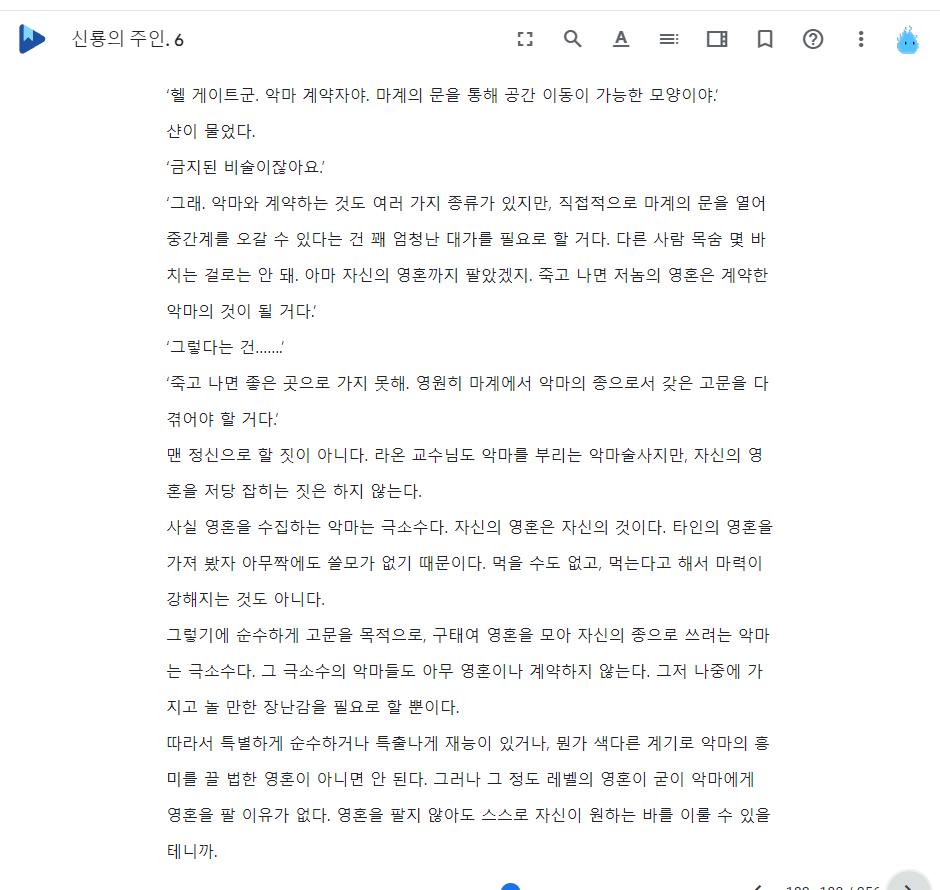 신룡의 주인. 6
‘헬 게이트군. 악마 계약자야. 마계의 문을 통해 공간 이동이 가능한 모양이야.’
샨이 물었다.
‘금지된 비술이잖아요.’
‘그래. 악마와 계약하는 것도 여러 가지 종류가 있지만, 직접적으로 마계의 문을 열어
중간계를 오갈 수 있다는 건 꽤 엄청난 대가를 필요로 할 거다. 다른 사람 목숨 몇 바
치는 걸로는 안 돼. 아마 자신의 영혼까지 팔았겠지. 죽고 나면 저놈의 영혼은 계약한
악마의 것이 될 거다.’
‘그렇다는 건…….’
‘죽고 나면 좋은 곳으로 가지 못해. 영원히 마계에서 악마의 종으로서 갖은 고문을 다
겪어야 할 거다.’
맨 정신으로 할 짓이 아니다. 라온 교수님도 악마를 부리는 악마술사지만, 자신의 영
혼을 저당 잡히는 짓은 하지 않는다.
사실 영혼을 수집하는 악마는 극소수다. 자신의 영혼은 자신의 것이다. 타인의 영혼을
가져 봤자 아무짝에도 쓸모가 없기 때문이다. 먹을 수도 없고, 먹는다고 해서 마력이
강해지는 것도 아니다.
그렇기에 순수하게 고문을 목적으로, 구태여 영혼을 모아 자신의 종으로 쓰려는 악마
는 극소수다. 그 극소수의 악마들도 아무 영혼이나 계약하지 않는다. 그저 나중에 가
지고 놀 만한 장난감을 필요로 할 뿐이다.
따라서 특별하게 순수하거나 특출나게 재능이 있거나, 뭔가 색다른 계기로 악마의 흥
미를 끌 법한 영혼이 아니면 안 된다. 그러나 그 정도 레벨의 영혼이 굳이 악마에게
영혼을 팔 이유가 없다. 영혼을 팔지 않아도 스스로 자신이 원하는 바를 이룰 수 있을
테니까.